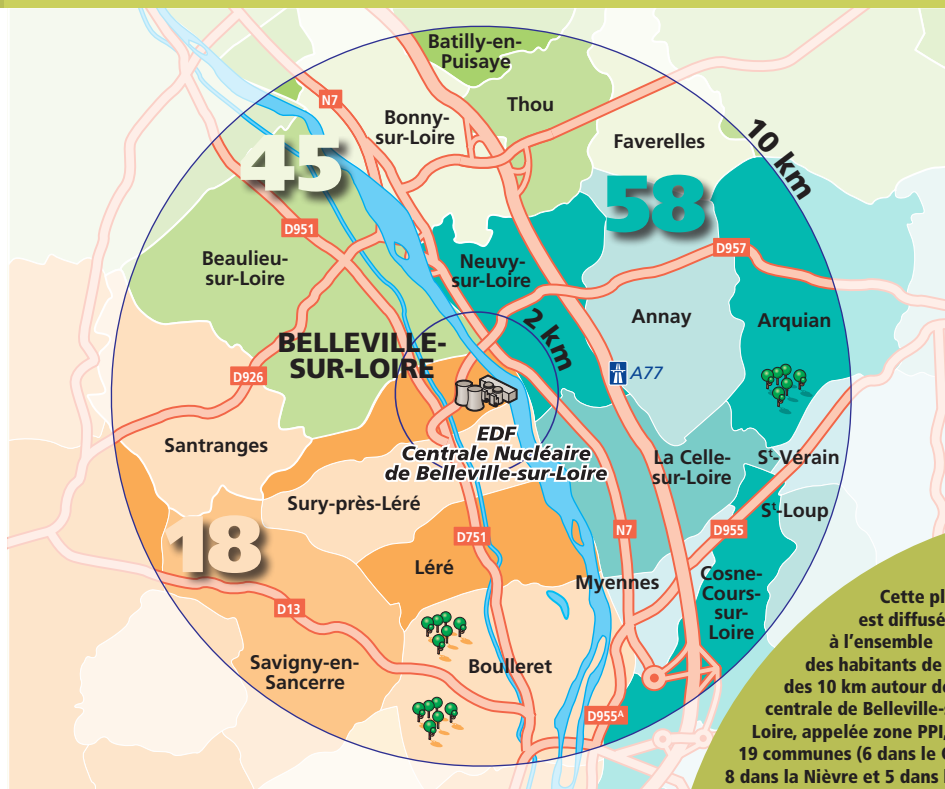 Batilly-en-
Puisaye
Thou
N7
Bonny-
sur-Loire
Faverelles
10 km
45
58
D951
D957
Beaulieu-
sur-Loire
Neuvy-
sur-Loire
Annay
Arquian
2 km
BELLEVILLE-
SUR-LOIRE
D926
A77
EDF
Centrale Nucléaire
de Belleville-sur-Loire
Santranges
La Celle-
sur-Loire
St-Vérain
Sury-près-Léré
St-Loup
18
D751
N7
D955
Léré
Myennes
Cosne-
Cours-
sur-
Loire
D13
Savigny-en-
Sancerre
Boulleret
D955A
Cette
est
à l’ensemble
des habitants de
des 10 km autour
centrale de
Loire, appelée zone PPI,
19 communes (6 dans le
8 dans la Nièvre et 5 dans